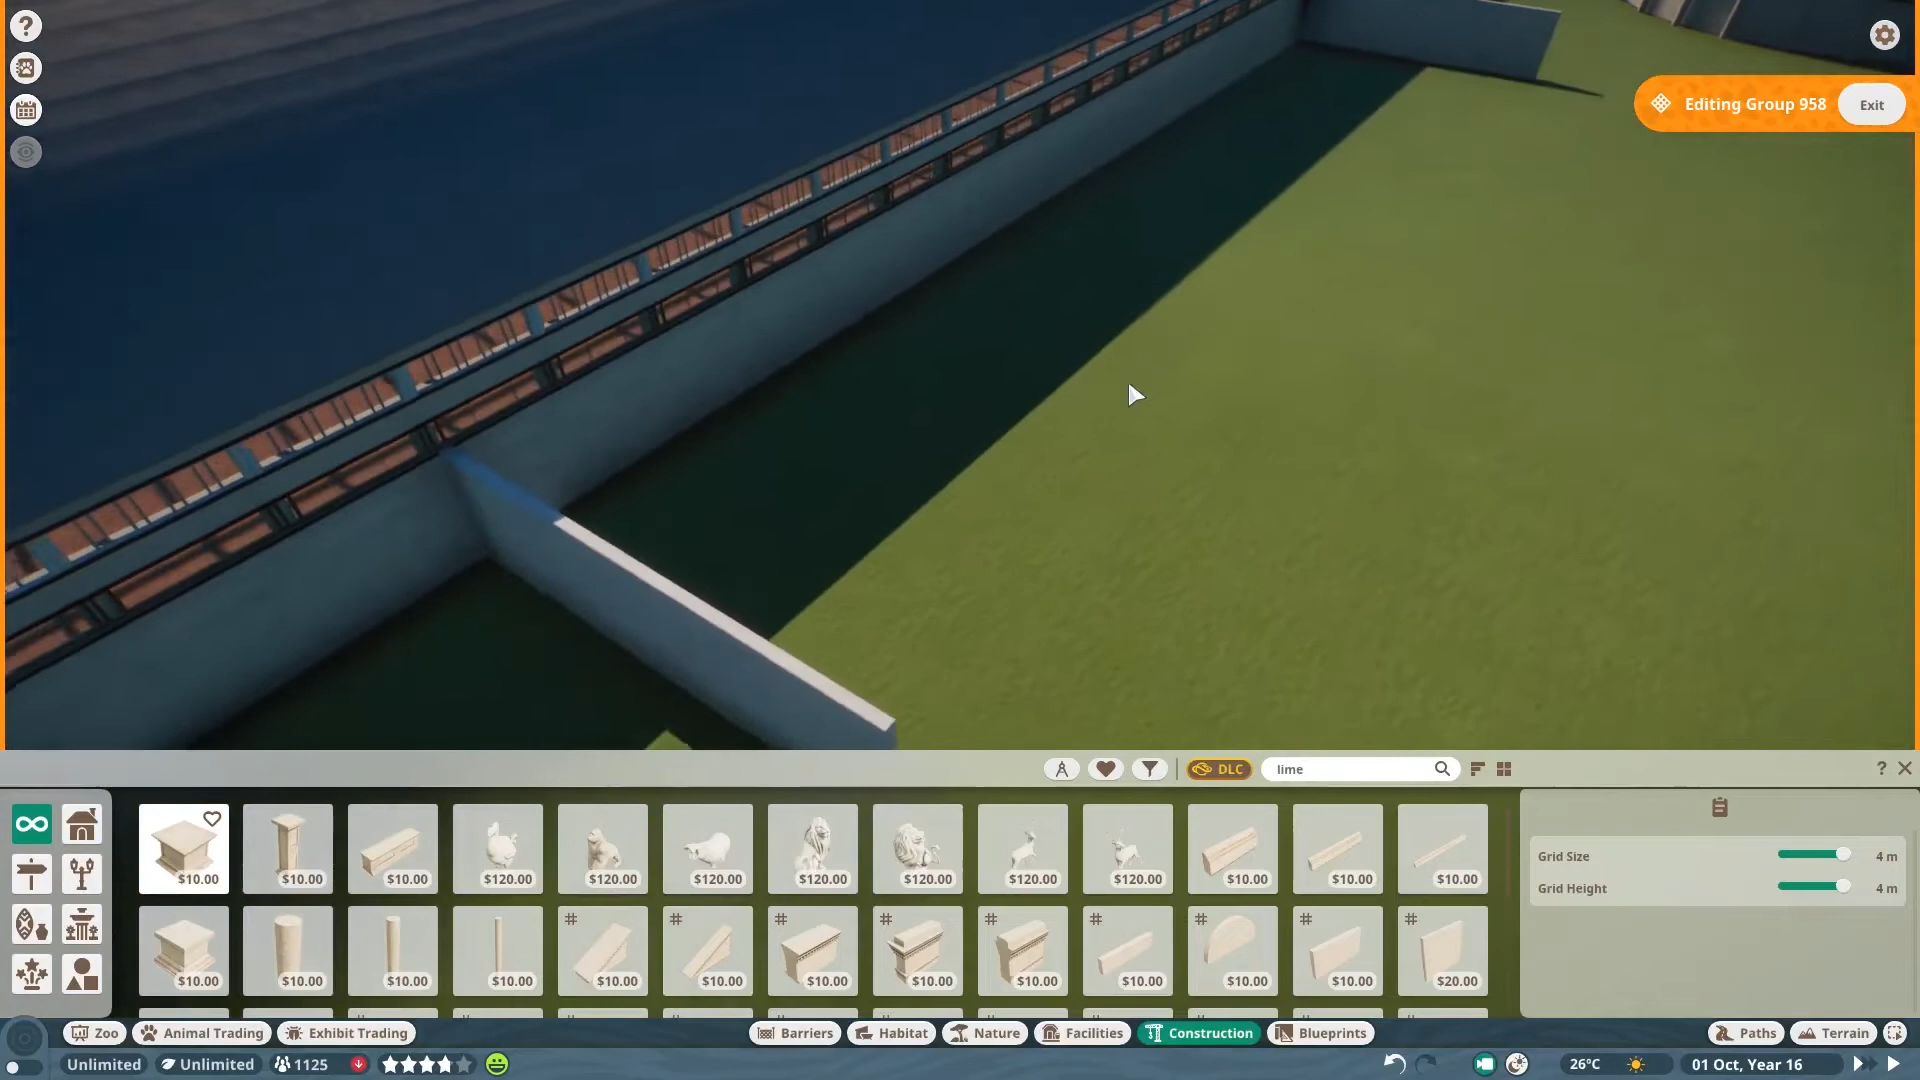 ?
Editing Group 958 Exit
DLC lime ?
$10.00 $10.00 $10.00 $120.00 $120.00 $120.00 $120.00 $120.00 $120.00 $120.00 $10.00 $10.00 $10.00
Grid Size 4 m
Grid Height 4 m
# # # # # # # # #
$10.00 $10.00 $10.00 $10.00 $10.00 $10.00 $10.00 $10.00 $10.00 $10.00 $10.00 $10.00 $20.00
Zoo Animal Trading Exhibit Trading Barriers Habitat Nature Facilities Construction Blueprints Paths Terrain
Unlimited Unlimited 1125 26°C 01 Oct, Year 16